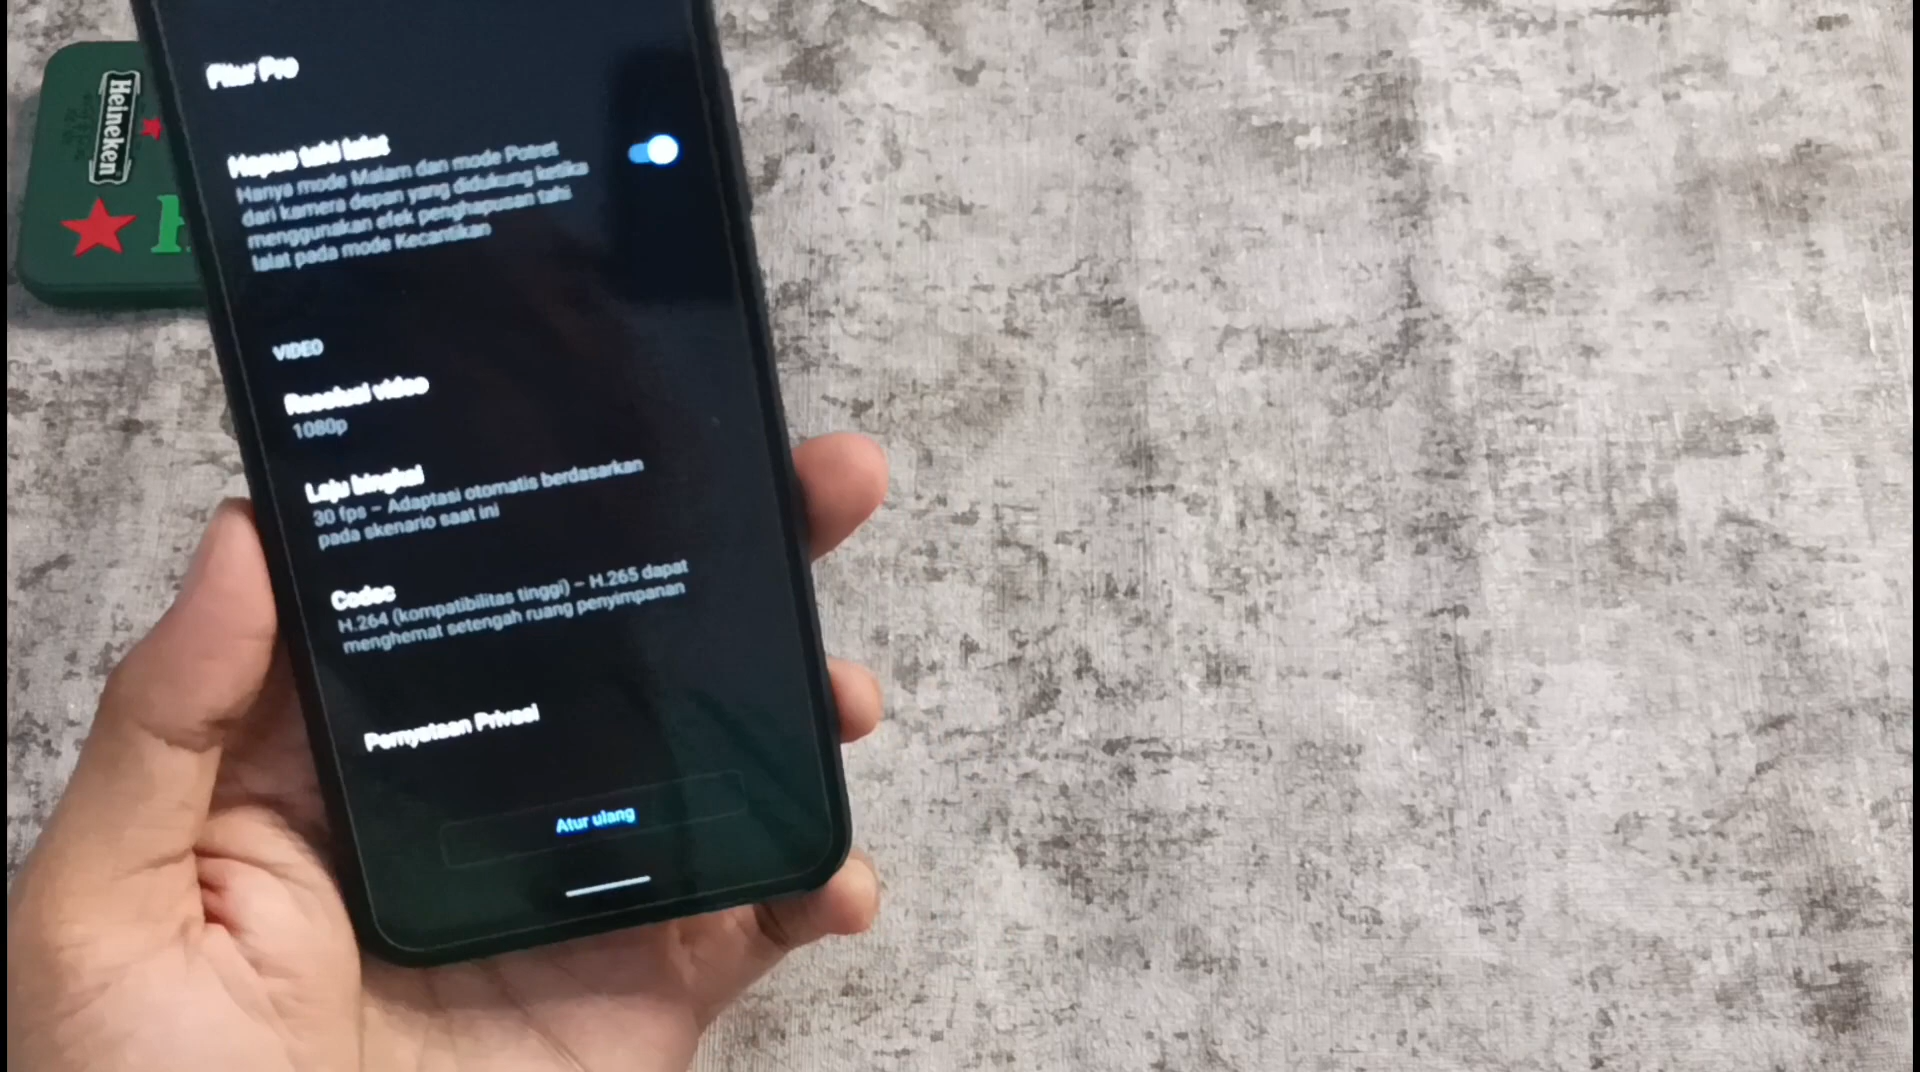 Heineken
Fitur Pro
Hapus tahi lalat
Hanya mode Malam dan mode Potret
dari kamera depan yang didukung ketika
menggunakan efek penghapusan tahi
lalat pada mode Kecantikan
VIDEO
Resolusi video
1080p
Laju bingkai
30 fps – Adaptasi otomatis berdasarkan
pada skenario saat ini
Codec
H.264 (kompatibilitas tinggi) – H.265 dapat
menghemat setengah ruang penyimpanan
Pernyataan Privasi
Atur ulang